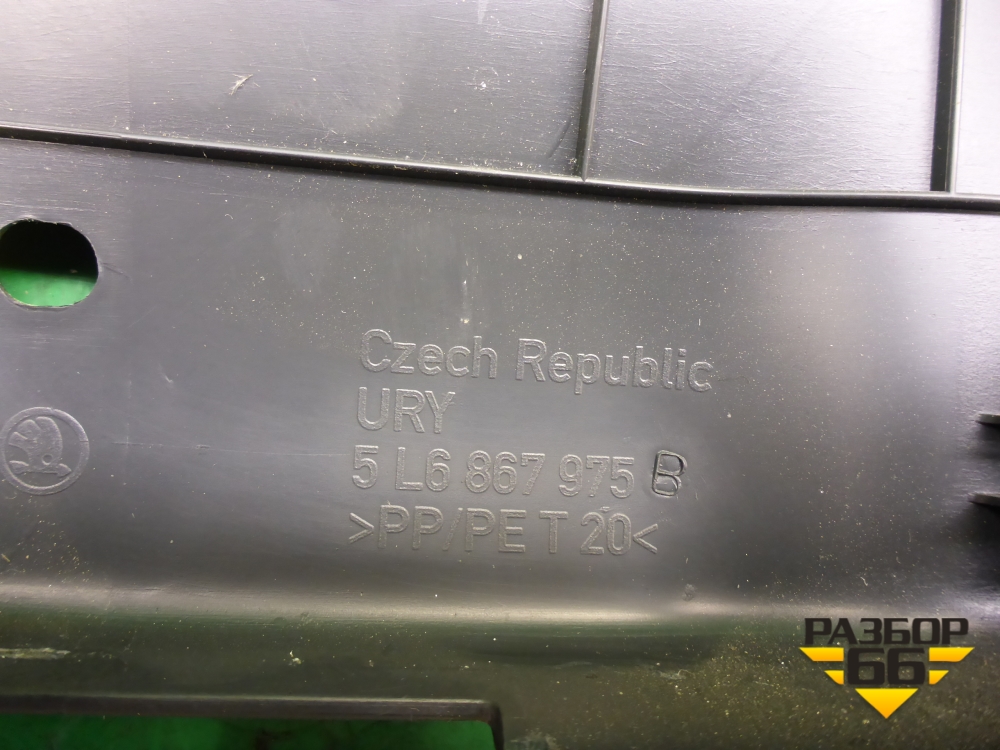 Czech Republic
URY
5 L6 867 975 B
>PP/PE T 20<
РАЗБОР
66